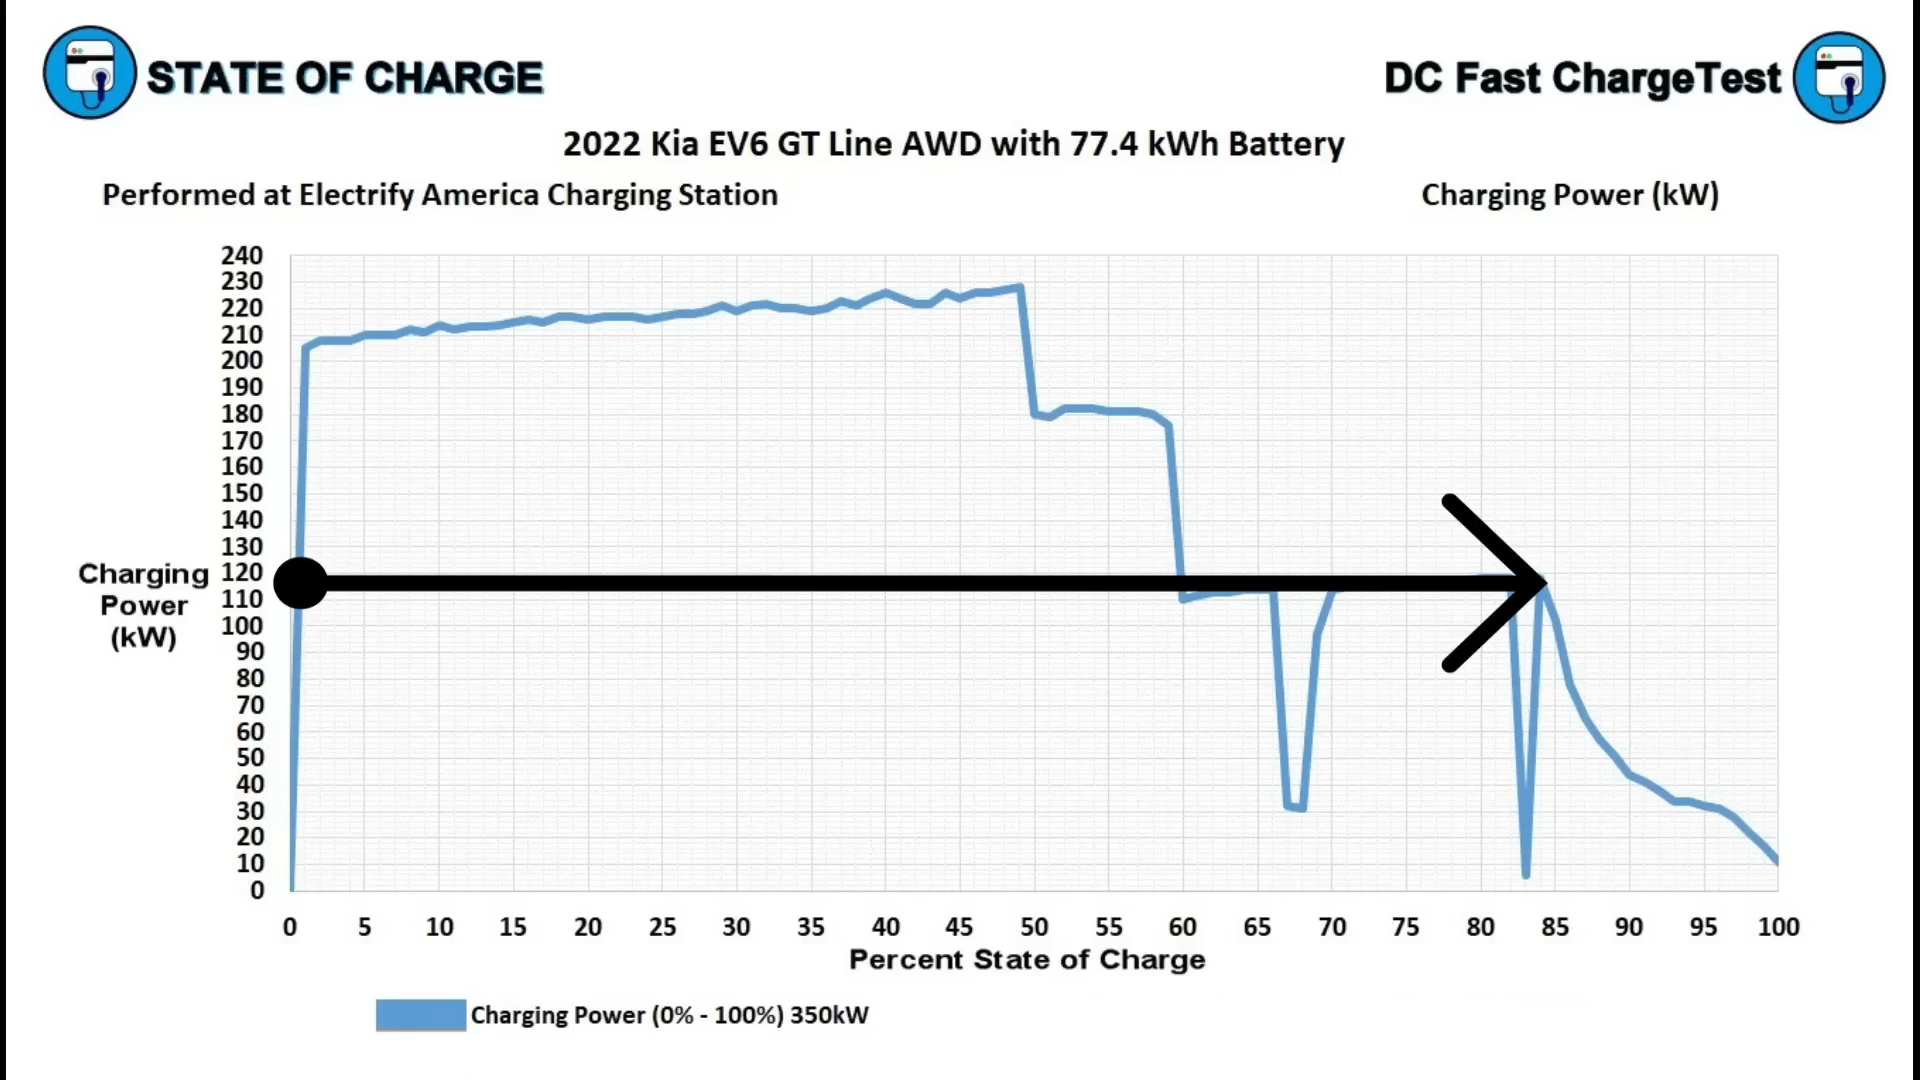 STATE OF CHARGE
DC Fast ChargeTest
2022 Kia EV6 GT Line AWD with 77.4 kWh Battery
Performed at Electrify America Charging Station
Charging Power (kW)
240
230
220
210
200
190
180
170
160
150
140
130
120
110
100
90
80
70
60
50
40
30
20
10
0
Charging
Power
(kW)
0 5 10 15 20 25 30 35 40 45 50 55 60 65 70 75 80 85 90 95 100
Percent State of Charge
Charging Power (0% - 100%) 350kW